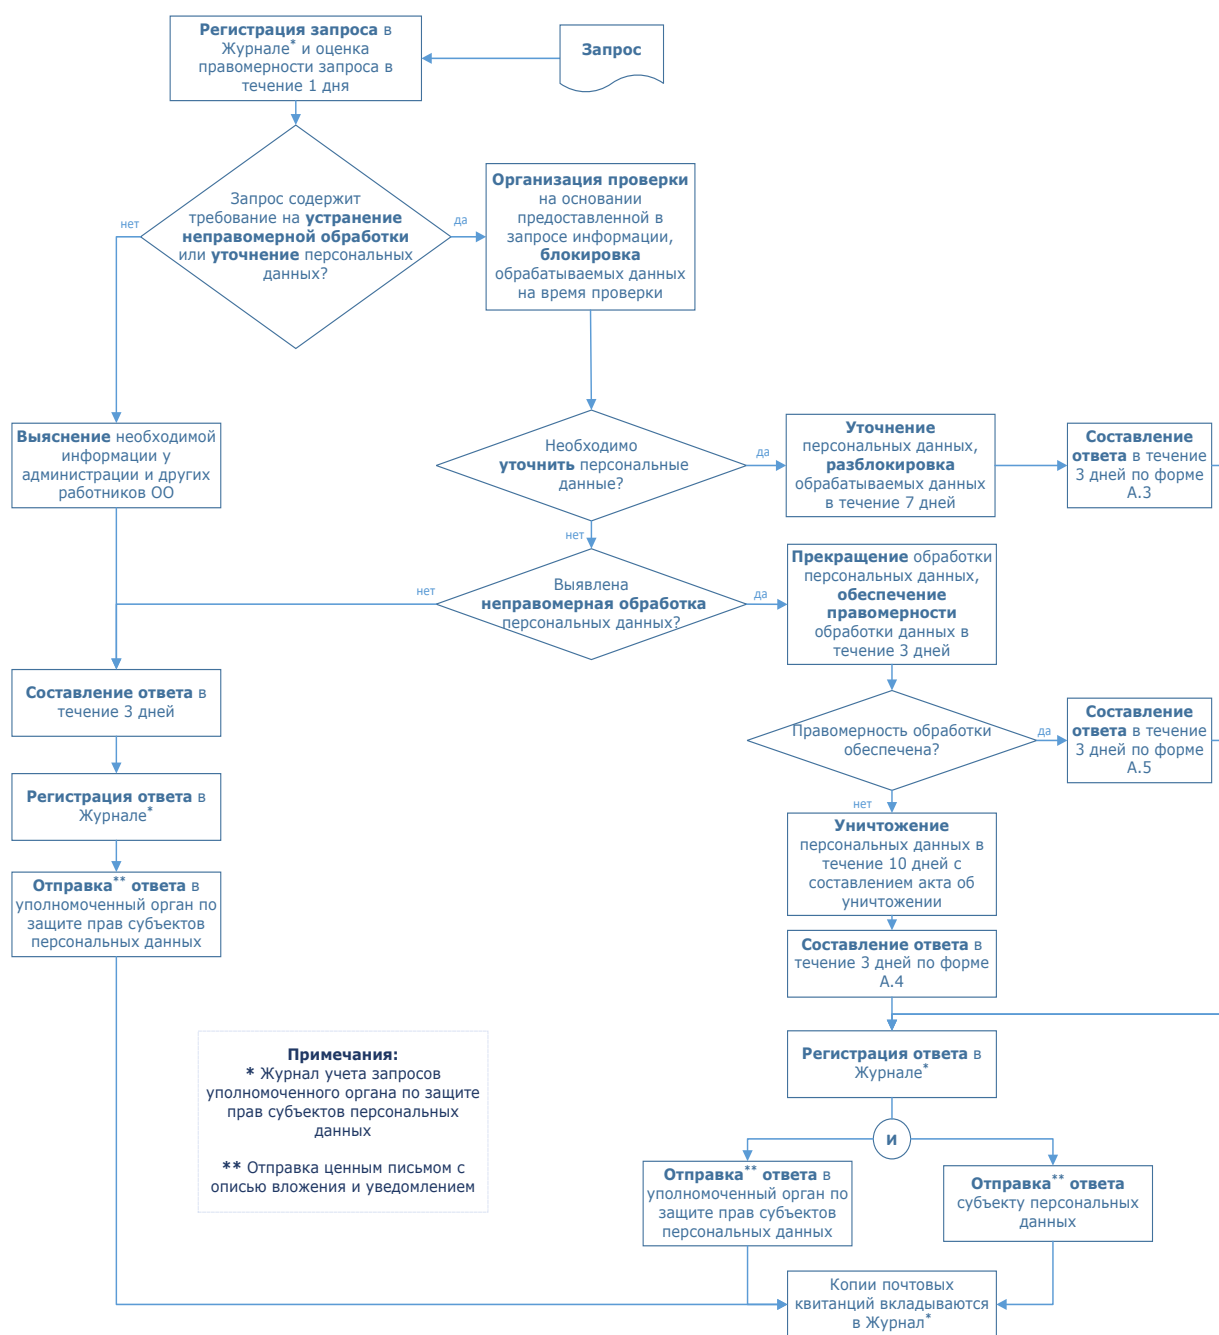 Регистрация запроса в
Журнале* и оценка
правомерности запроса в
течение 1 дня
Запрос
Запрос содержит
требование на устранение
неправомерной обработки
или уточнение персональных
данных?
нет
да
Организация проверки
на основании
предоставленной в
запросе информации,
блокировка
обрабатываемых данных
на время проверки
Выяснение необходимой
информации у
администрации и других
работников ОО
Необходимо
уточнить персональные
данные?
да
Уточнение
персональных данных,
разблокировка
обрабатываемых данных
в течение 7 дней
Составление
ответа в течение
3 дней по форме
А.3
нет
Выявлена
неправомерная обработка
персональных данных?
нет
да
Прекращение обработки
персональных данных,
обеспечение
правомерности
обработки данных в
течение 3 дней
Составление ответа в
течение 3 дней
Правомерность обработки
обеспечена?
да
Составление
ответа в течение
3 дней по форме
А.5
нет
Регистрация ответа в
Журнале*
Уничтожение
персональных данных в
течение 10 дней с
составлением акта об
уничтожении
Отправка** ответа в
уполномоченный орган по
защите прав субъектов
персональных данных
Составление ответа в
течение 3 дней по форме
А.4
Регистрация ответа в
Журнале*
Примечания:
* Журнал учета запросов
уполномоченного органа по защите
прав субъектов персональных
данных
** Отправка ценным письмом с
описью вложения и уведомлением
И
Отправка** ответа в
уполномоченный орган по
защите прав субъектов
персональных данных
Отправка** ответа
субъекту персональных
данных
Копии почтовых
квитанций вкладываются
в Журнал*